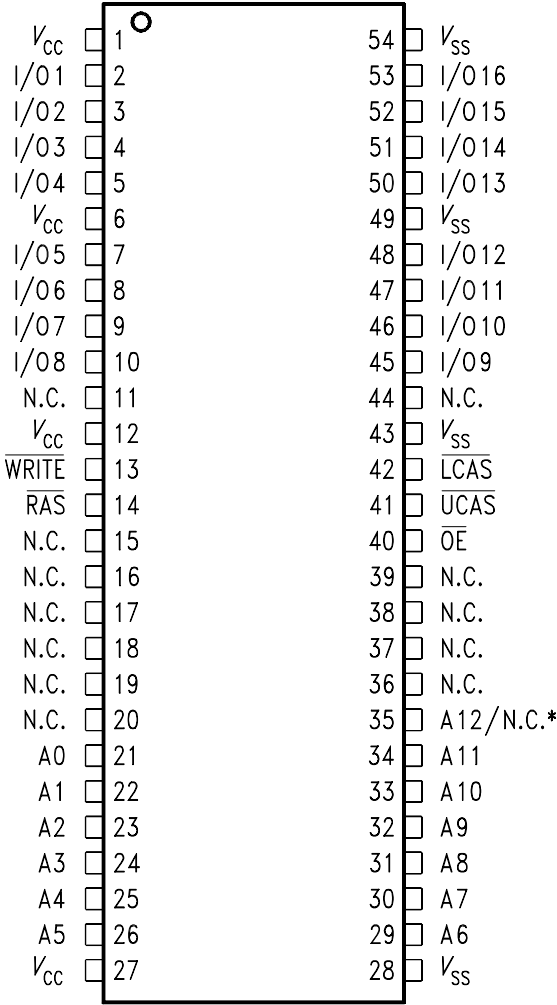 VCC 1 54 VSS
I/O1 2 53 I/O16
I/O2 3 52 I/O15
I/O3 4 51 I/O14
I/O4 5 50 I/O13
VCC 6 49 VSS
I/O5 7 48 I/O12
I/O6 8 47 I/O11
I/O7 9 46 I/O10
I/O8 10 45 I/O9
N.C. 11 44 N.C.
VCC 12 43 VSS
WRITE 13 42 LCAS
RAS 14 41 UCAS
N.C. 15 40 OE
N.C. 16 39 N.C.
N.C. 17 38 N.C.
N.C. 18 37 N.C.
N.C. 19 36 N.C.
N.C. 20 35 A12/N.C.*
A0 21 34 A11
A1 22 33 A10
A2 23 32 A9
A3 24 31 A8
A4 25 30 A7
A5 26 29 A6
VCC 27 28 VSS